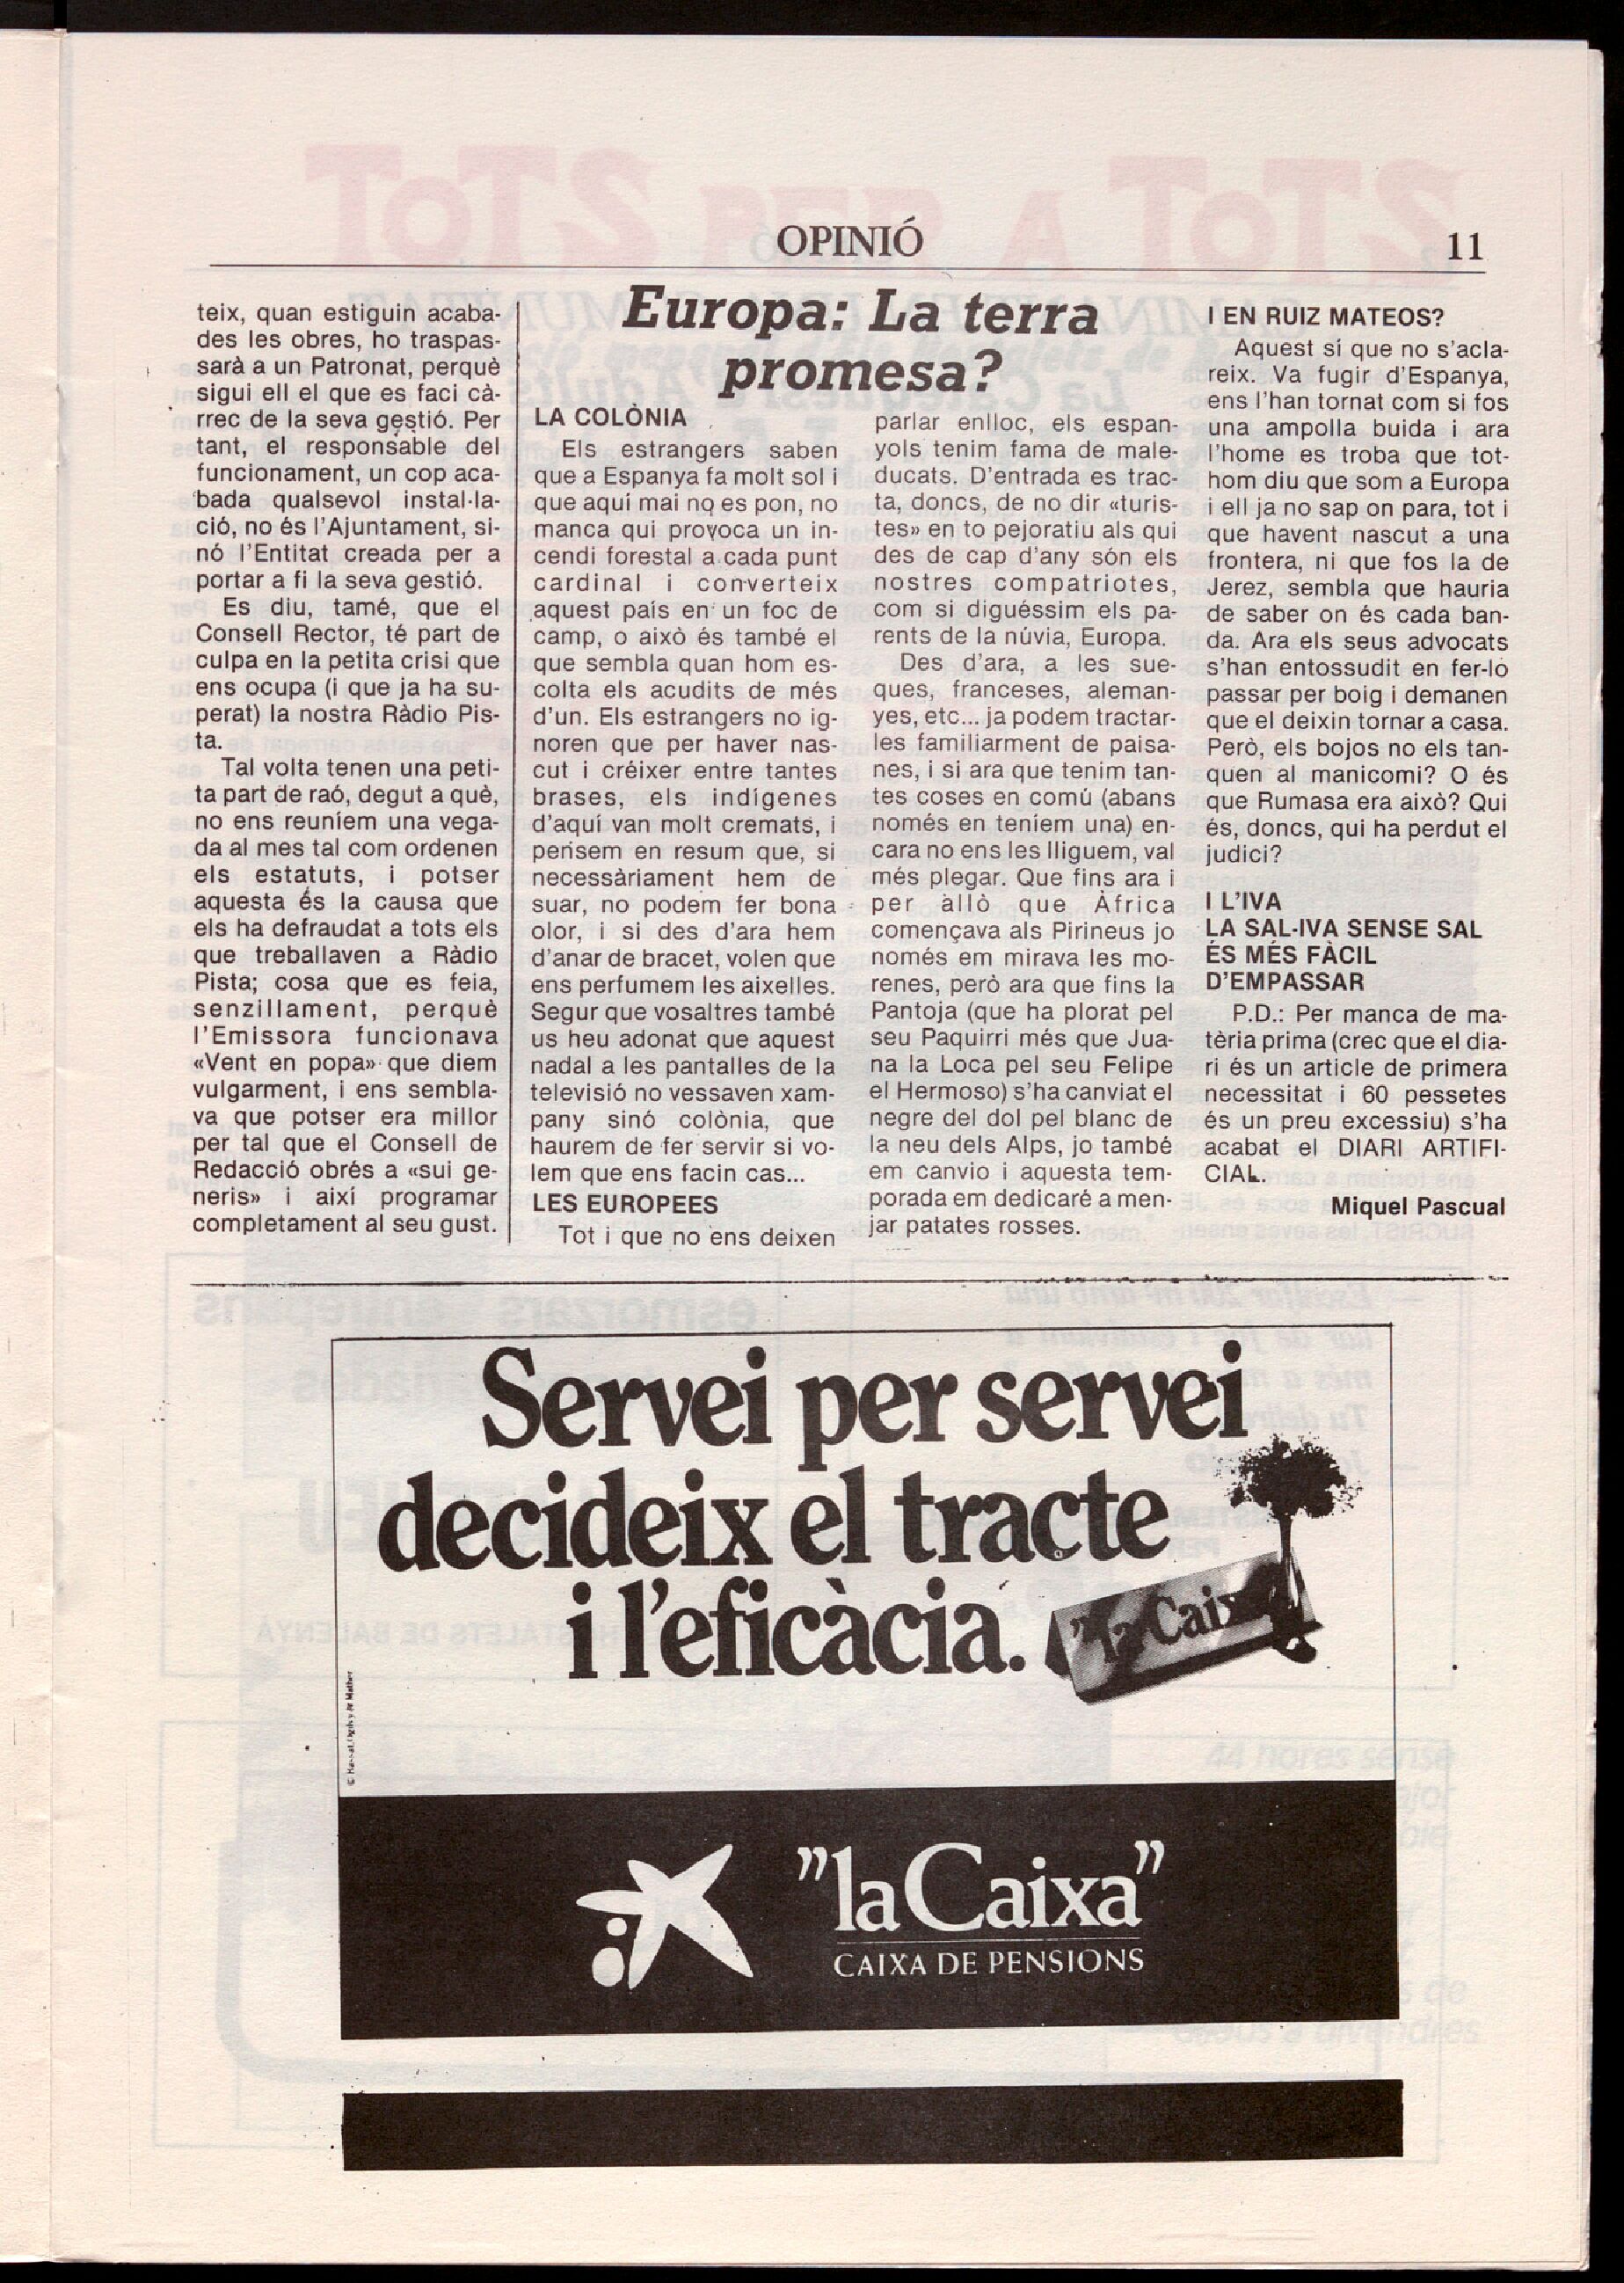 OPINIÓ
11
teix, quan estiguin acaba-
des les obres, ho traspas-
sarà a un Patronat, perquè
sigui ell el que es faci cà-
rrec de la seva gestió. Per
tant, el responsable del
funcionament, un cop aca-
bada qualsevol instal·la-
ció, no és l'Ajuntament, si-
nó l'Entitat creada per a
portar a fi la seva gestió.
Es diu, tamé, que el
Consell Rector, té part de
culpa en la petita crisi que
ens ocupa (i que ja ha su-
perat) la nostra Ràdio Pis-
ta.
Tal volta tenen una peti-
ta part de raó, degut a què,
no ens reuníem una vega-
da al mes tal com ordenen
els estatuts, i potser
aquesta és la causa que
els ha defraudat a tots els
que treballaven a Ràdio
Pista; cosa que es feia,
senzillament, perquè
l'Emissora funcionava
«Vent en popa» que diem
vulgarment, i ens sembla-
va que potser era millor
per tal que el Consell de
Redacció obrés a «sui ge-
neris» i així programar
completament al seu gust.
Europa: La terra
promesa?
LA COLÒNIA
Els estrangers saben
que a Espanya fa molt sol i
que aquí mai no es pon, no
manca qui provoca un in-
cendi forestal a cada punt
cardinal i converteix
aquest país en un foc de
camp, o això és també el
que sembla quan hom es-
colta els acudits de més
d'un. Els estrangers no ig-
noren que per haver nas-
cut i créixer entre tantes
brases, els indígenes
d'aquí van molt cremats, i
pensem en resum que, si
necessàriament hem de
suar, no podem fer bona
olor, i si des d'ara hem
d'anar de bracet, volen que
ens perfumem les aixelles.
Segur que vosaltres també
us heu adonat que aquest
nadal a les pantalles de la
televisió no vessaven xam-
pany sinó colònia, que
haurem de fer servir si vo-
lem que ens facin cas...
LES EUROPEES
Tot i que no ens deixen
parlar enlloc, els espan-
yols tenim fama de male-
ducats. D'entrada es trac-
ta, doncs, de no dir «turis-
tes» en to pejoratiu als qui
des de cap d'any són els
nostres compatriotes,
com si diguéssim els pa-
rents de la núvia, Europa.
Des d'ara, a les sue-
ques, franceses, aleman-
yes, etc... ja podem tractar-
les familiarment de paisa-
nes, i si ara que tenim tan-
tes coses en comú (abans
només en teníem una) en-
cara no ens les lliguem, val
més plegar. Que fins ara i
per àllò que Àfrica
començava als Pirineus jo
només em mirava les mo-
renes, però ara que fins la
Pantoja (que ha plorat pel
seu Paquirri més que Jua-
na la Loca pel seu Felipe
el Hermoso) s'ha canviat el
negre del dol pel blanc de
la neu dels Alps, jo també
em canvio i aquesta tem-
porada em dedicaré a men-
jar patates rosses.
I EN RUIZ MATEOS?
Aquest sí que no s'acla-
reix. Va fugir d'Espanya,
ens l'han tornat com si fos
una ampolla buida i ara
l'home es troba que tot-
hom diu que som a Europa
i ell ja no sap on para, tot i
que havent nascut a una
frontera, ni que fos la de
Jerez, sembla que hauria
de saber on és cada ban-
da. Ara els seus advocats
s'han entossudit en fer-lo
passar per boig i demanen
que el deixin tornar a casa.
Però, els bojos no els tan-
quen al manicomi? O és
que Rumasa era això? Qui
és, doncs, qui ha perdut el
judici?
I L'IVA
LA SAL-IVA SENSE SAL
ÉS MÉS FÀCIL
D'EMPASSAR
P.D.: Per manca de ma-
tèria prima (crec que el dia-
ri és un article de primera
necessitat i 60 pessetes
és un preu excessiu) s'ha
acabat el DIARI ARTIFI-
CIAL.
Miquel Pascual
Servei per servei
decideix el tracte
i l'eficàcia.
"la Caixa"
"la Caixa"
CAIXA DE PENSIONS